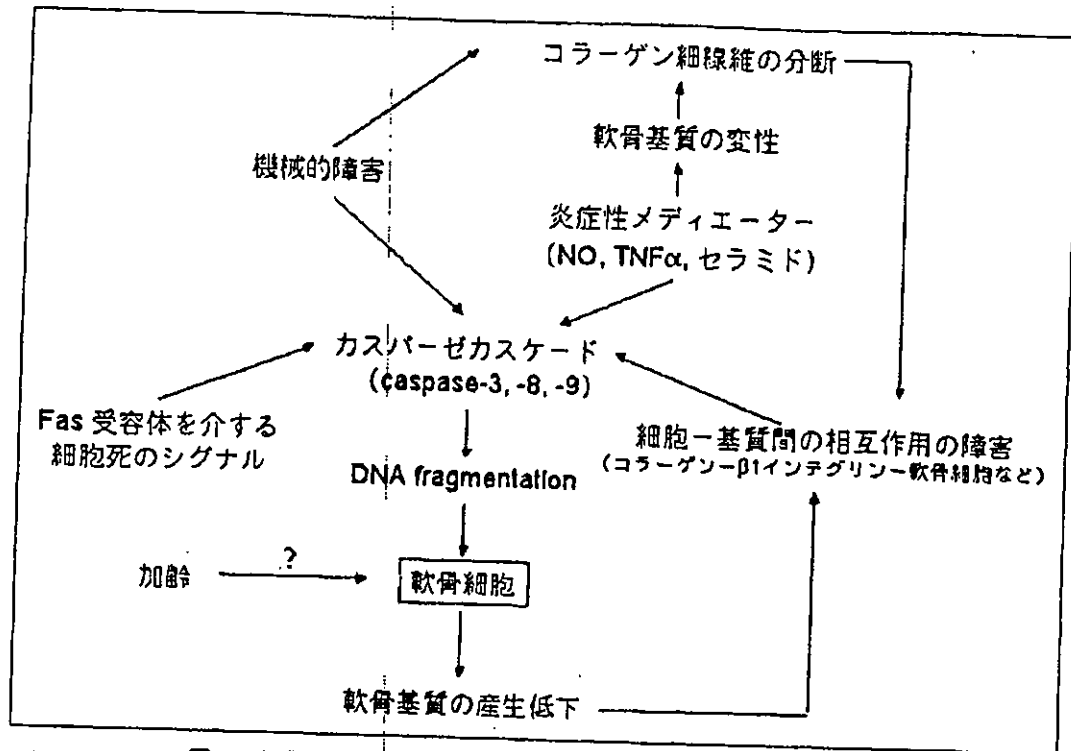 コラーゲン細線維の分断
軟骨基質の変性
機械的障害
炎症性メディエーター
(NO, TNFα, セラミド)
カスパーゼカスケード
(caspase-3, -8, -9)
Fas 受容体を介する
細胞死のシグナル
細胞－基質間の相互作用の障害
(コラーゲン－β1インテグリン－軟骨細胞など)
DNA fragmentation
加齢
?
軟骨細胞
軟骨基質の産生低下